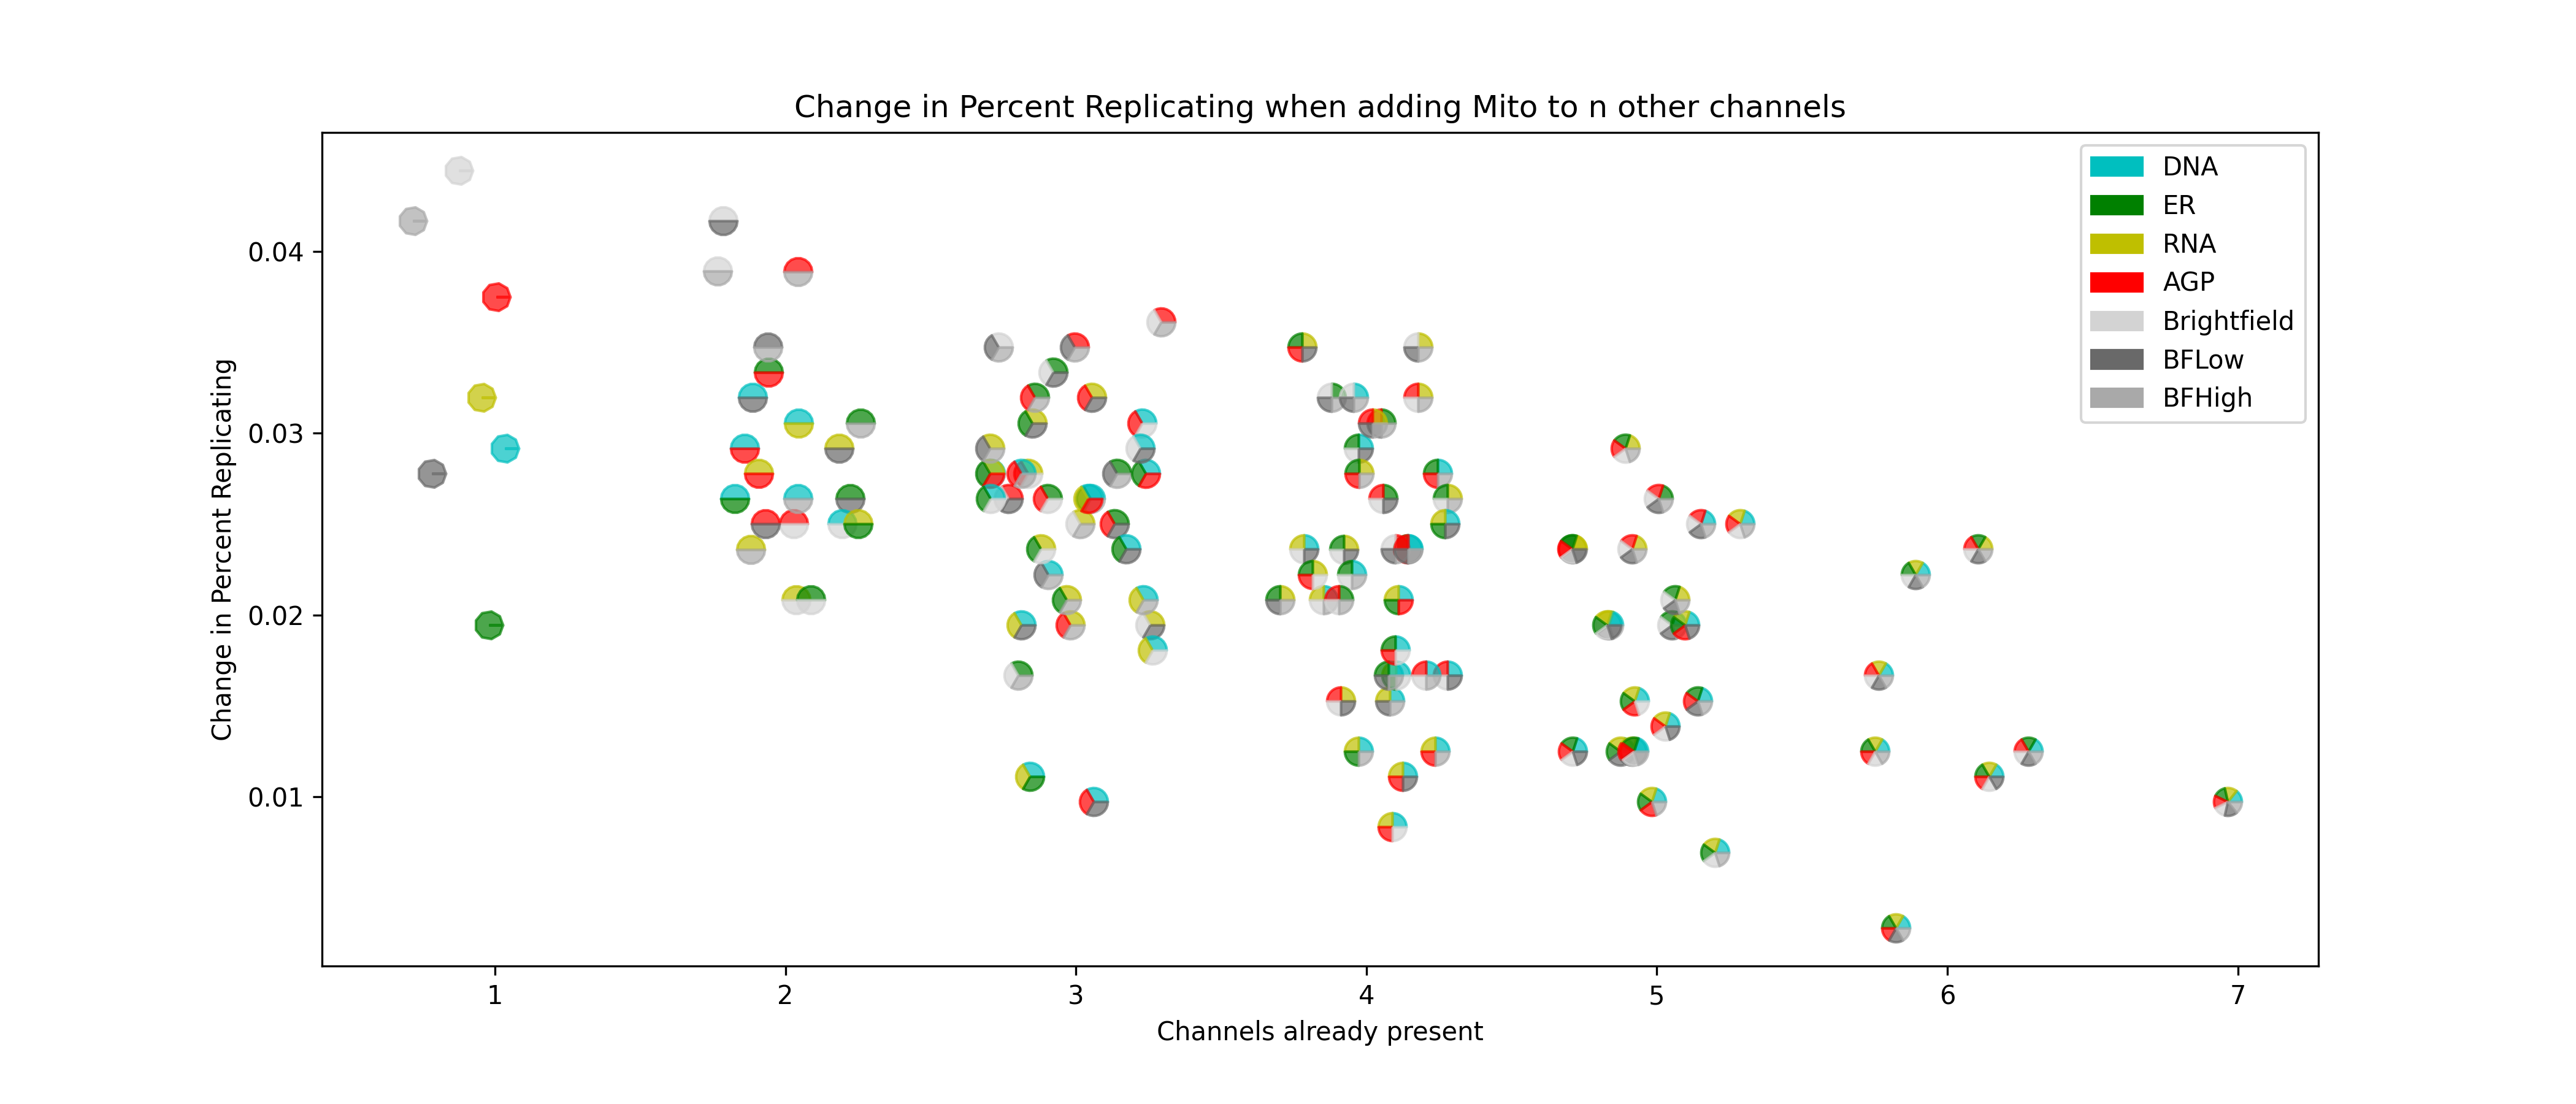 Change in Percent Replicating when adding Mito to n other channels
DNA
ER
RNA
AGP
Brightfield
BFLow
BFHigh
Change in Percent Replicating
0.04
0.03
0.02
0.01
1 2 3 4 5 6 7
Channels already present